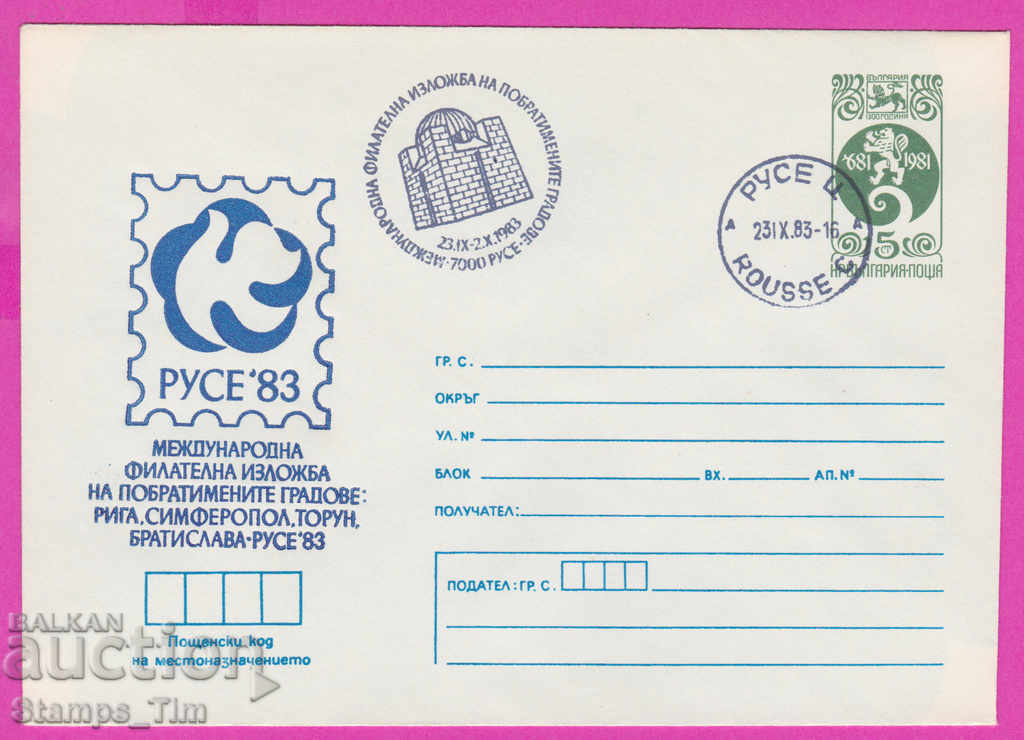 МЕЖДУНАРОДНА ФИЛАТЕЛНА ИЗЛОЖБА НА ПОБРАТИМЕНИТЕ ГРАДОВЕ
23.IX-2.X.1983
7000 РУСЕ
БЪЛГАРИЯ
1300 ГОДИНИ
681 1981
5 СТ
НР БЪЛГАРИЯ·ПОЩА
РУСЕ Ц
A 23IX.83-16 A
ROUSSE C
РУСЕ '83
МЕЖДУНАРОДНА
ФИЛАТЕЛНА ИЗЛОЖБА
НА ПОБРАТИМЕНИТЕ ГРАДОВЕ:
РИГА, СИМФЕРОПОЛ, ТОРУН,
БРАТИСЛАВА·РУСЕ'83
Пощенски код
на местоназначението
ГР. С.
ОКРЪГ
УЛ. №
БЛОК ВХ. АП. №
ПОЛУЧАТЕЛ:
ПОДАТЕЛ: ГР. С.
BALKAN
auction
Stamps_Tim